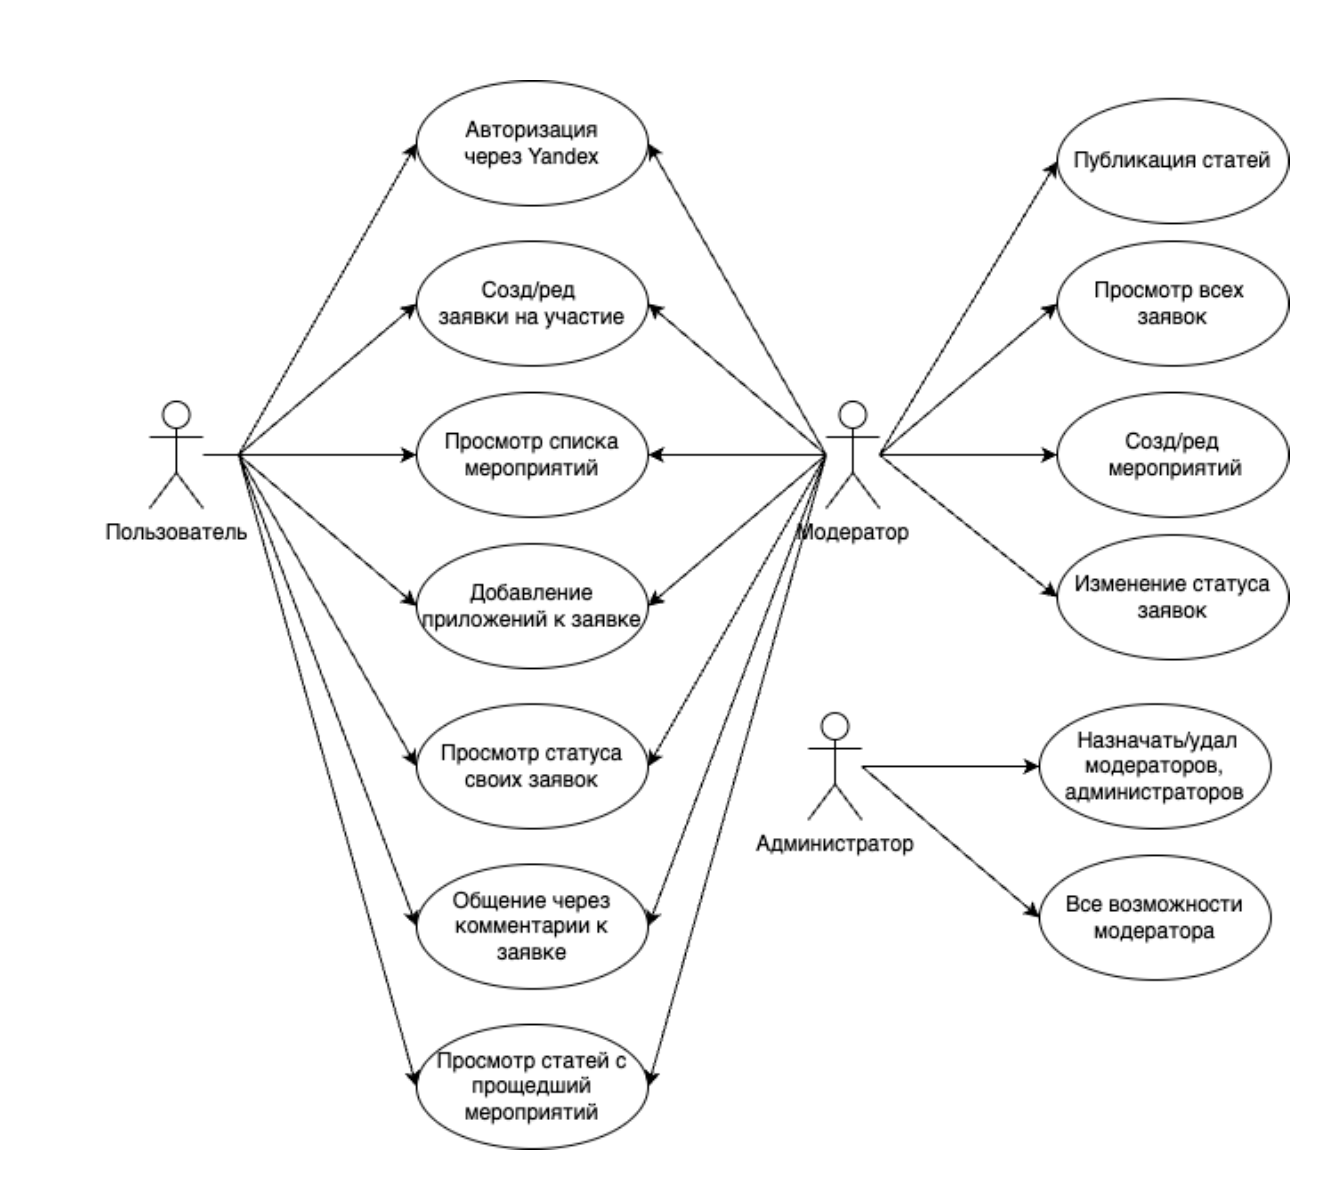 Авторизация
через Yandex
Созд/ред
заявки на участие
Просмотр списка
мероприятий
Добавление
приложений к заявке
Просмотр статуса
своих заявок
Общение через
комментарии к
заявке
Просмотр статей с
прощедший
мероприятий
Пользователь
Модератор
Публикация статей
Просмотр всех
заявок
Созд/ред
мероприятий
Изменение статуса
заявок
Администратор
Назначать/удал
модераторов,
администраторов
Все возможности
модератора